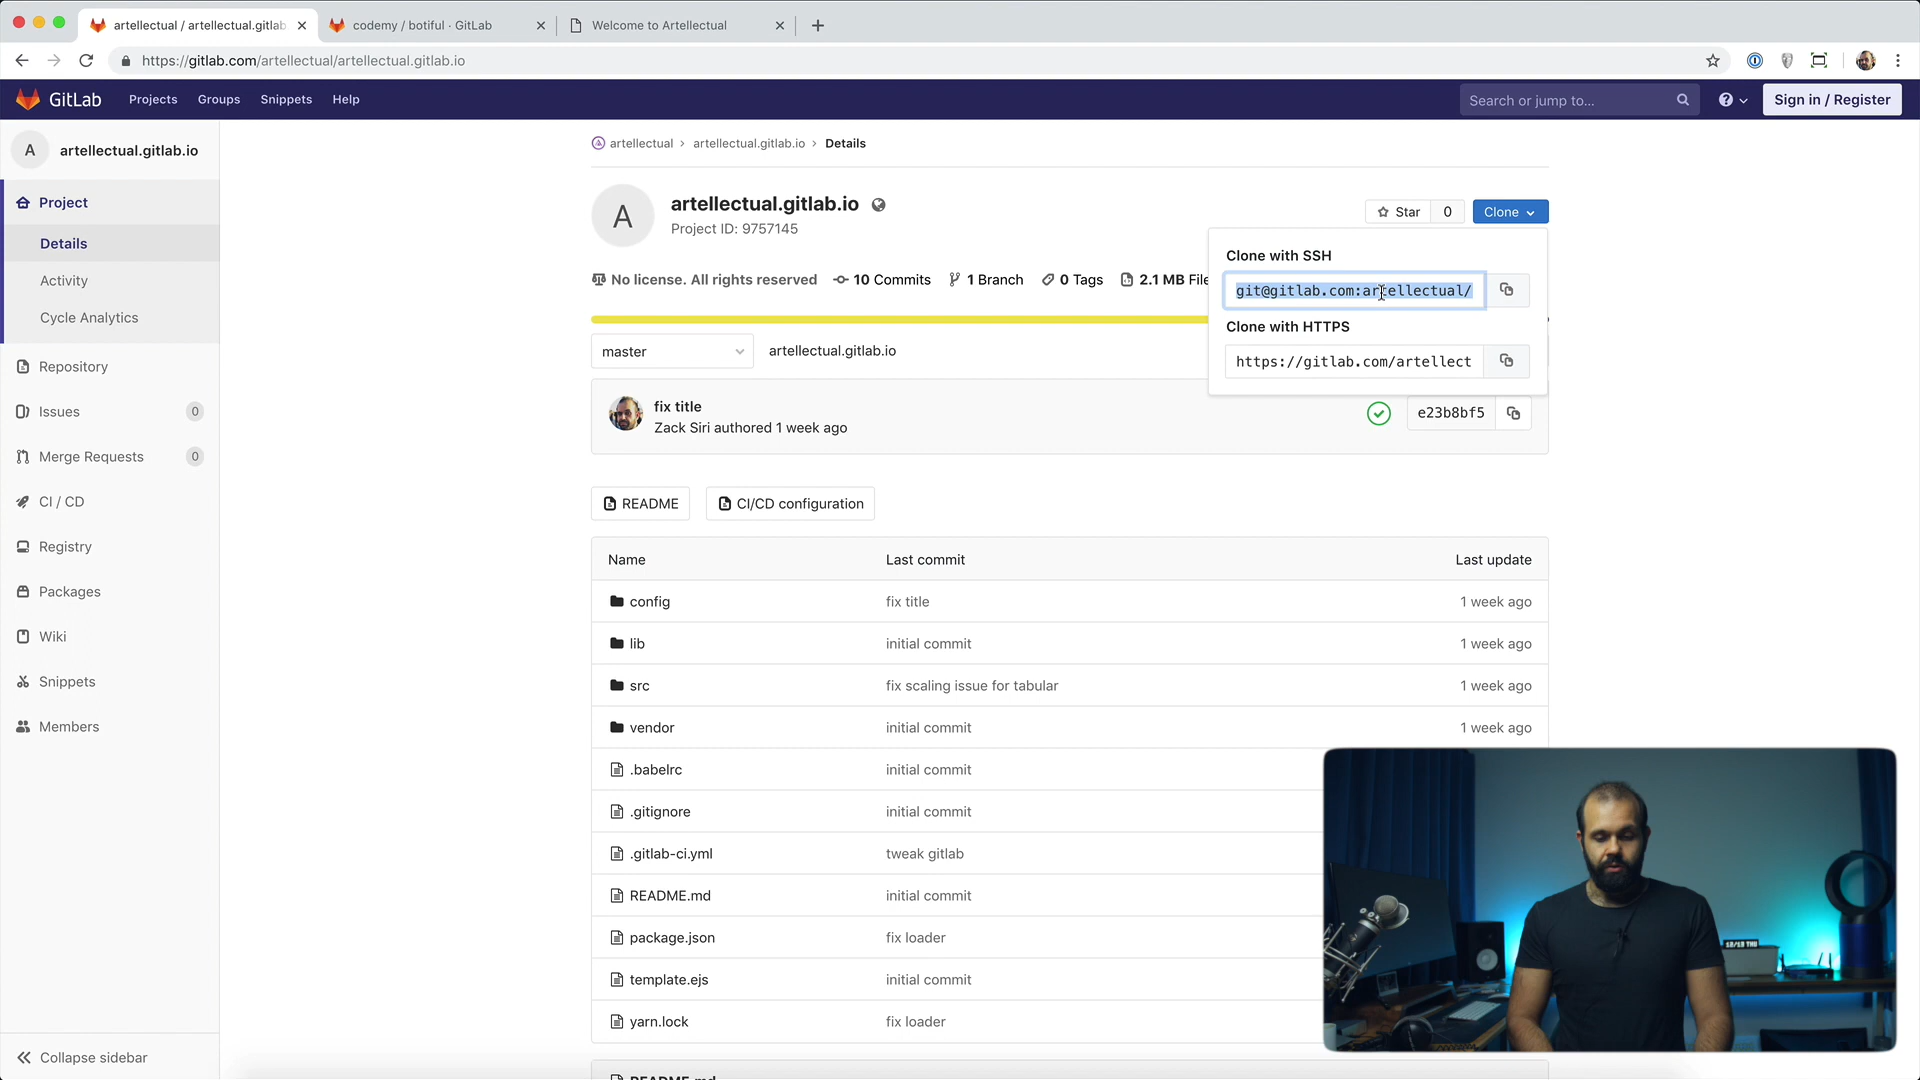 artellectual / artellectual.gitlab
codemy / botiful · GitLab
Welcome to Artellectual
https://gitlab.com/artellectual/artellectual.gitlab.io
GitLab
Projects
Groups
Snippets
Help
Search or jump to...
Sign in / Register
A
artellectual.gitlab.io
Project
Details
Activity
Cycle Analytics
Repository
Issues
0
Merge Requests
0
CI / CD
Registry
Packages
Wiki
Snippets
Members
Collapse sidebar
artellectual › artellectual.gitlab.io › Details
A
artellectual.gitlab.io
Project ID: 9757145
Star
0
Clone
No license. All rights reserved
10 Commits
1 Branch
0 Tags
2.1 MB File
Clone with SSH
git@gitlab.com:artellectual/
Clone with HTTPS
https://gitlab.com/artellect
master
artellectual.gitlab.io
fix title
Zack Siri authored 1 week ago
e23b8bf5
README
CI/CD configuration
Name Last commit Last update
config fix title 1 week ago
lib initial commit 1 week ago
src fix scaling issue for tabular 1 week ago
vendor initial commit 1 week ago
.babelrc initial commit
.gitignore initial commit
.gitlab-ci.yml tweak gitlab
README.md initial commit
package.json fix loader
template.ejs initial commit
yarn.lock fix loader
README.md